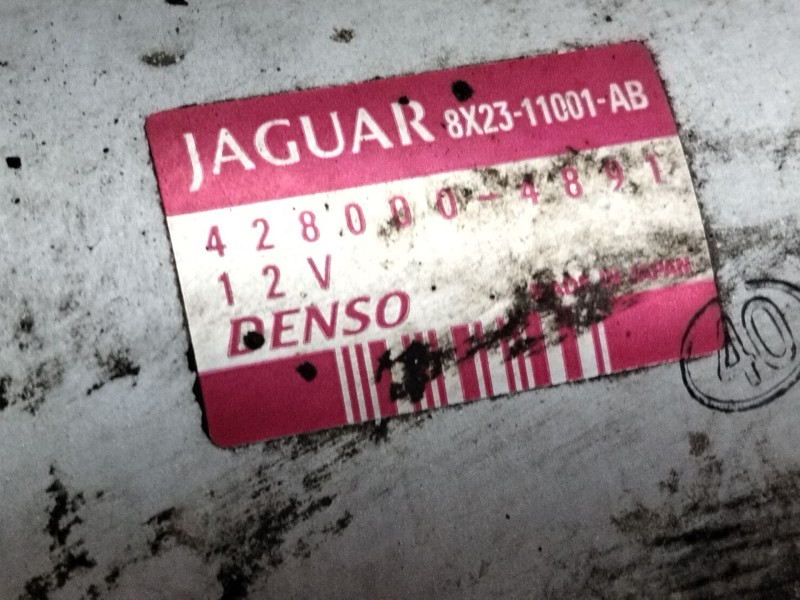 JAGUAR 8X23-11001-AB
428000-4891
12V
MADE IN JAPAN
DENSO
40